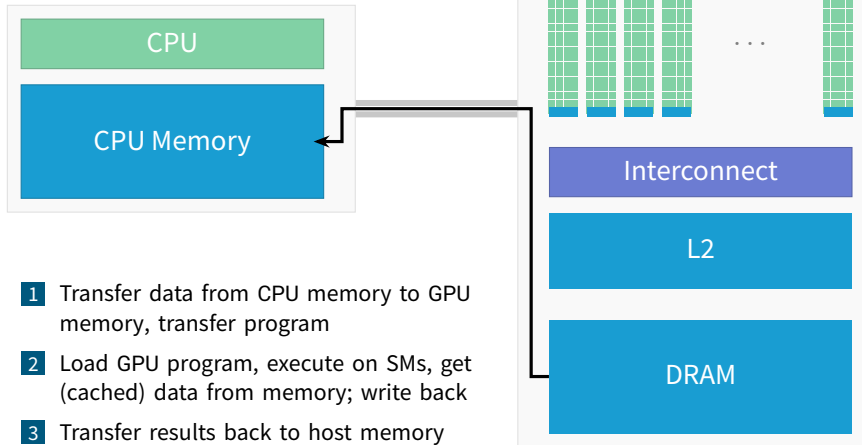 CPU
CPU Memory
...
Interconnect
L2
DRAM
1 Transfer data from CPU memory to GPU
memory, transfer program
2 Load GPU program, execute on SMs, get
(cached) data from memory; write back
3 Transfer results back to host memory